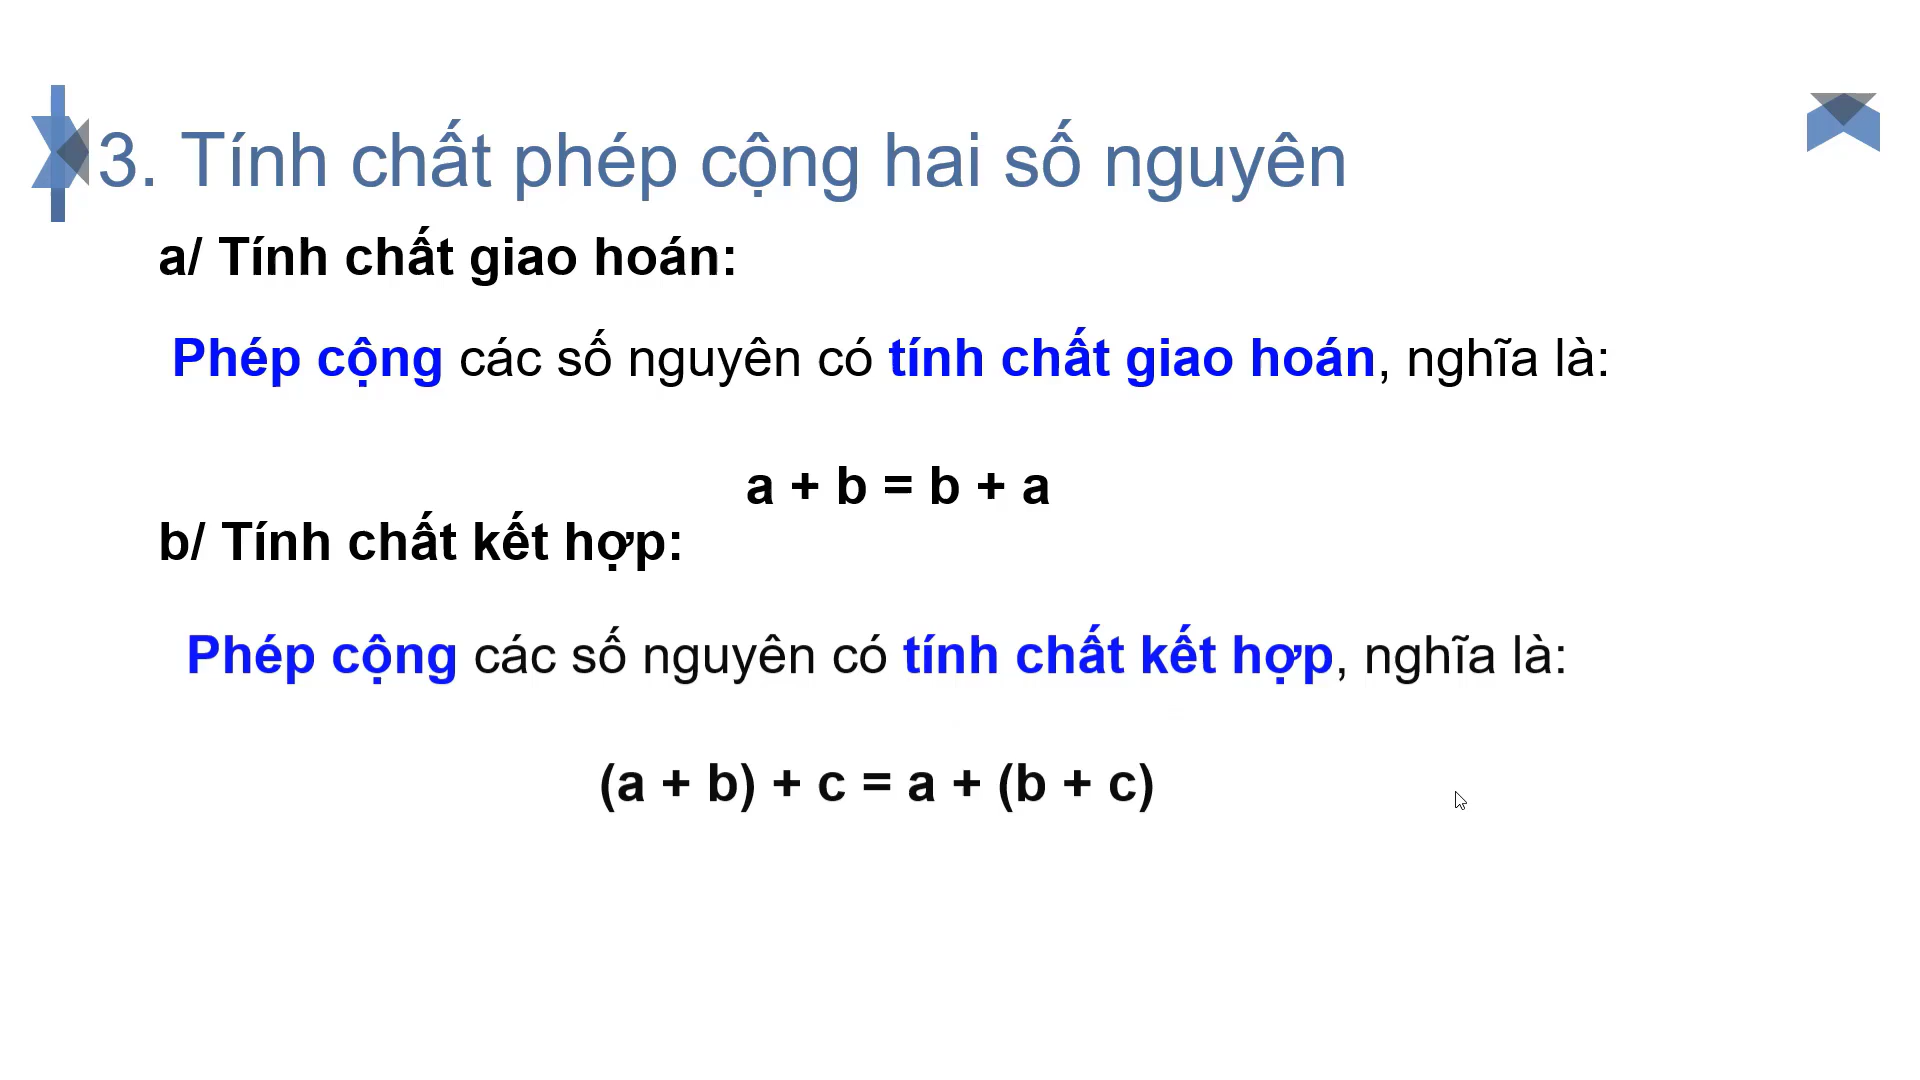 3. Tính chất phép cộng hai số nguyên
a/ Tính chất giao hoán:
Phép cộng các số nguyên có tính chất giao hoán, nghĩa là:
a + b = b + a
b/ Tính chất kết hợp:
Phép cộng các số nguyên có tính chất kết hợp, nghĩa là:
(a + b) + c = a + (b + c)